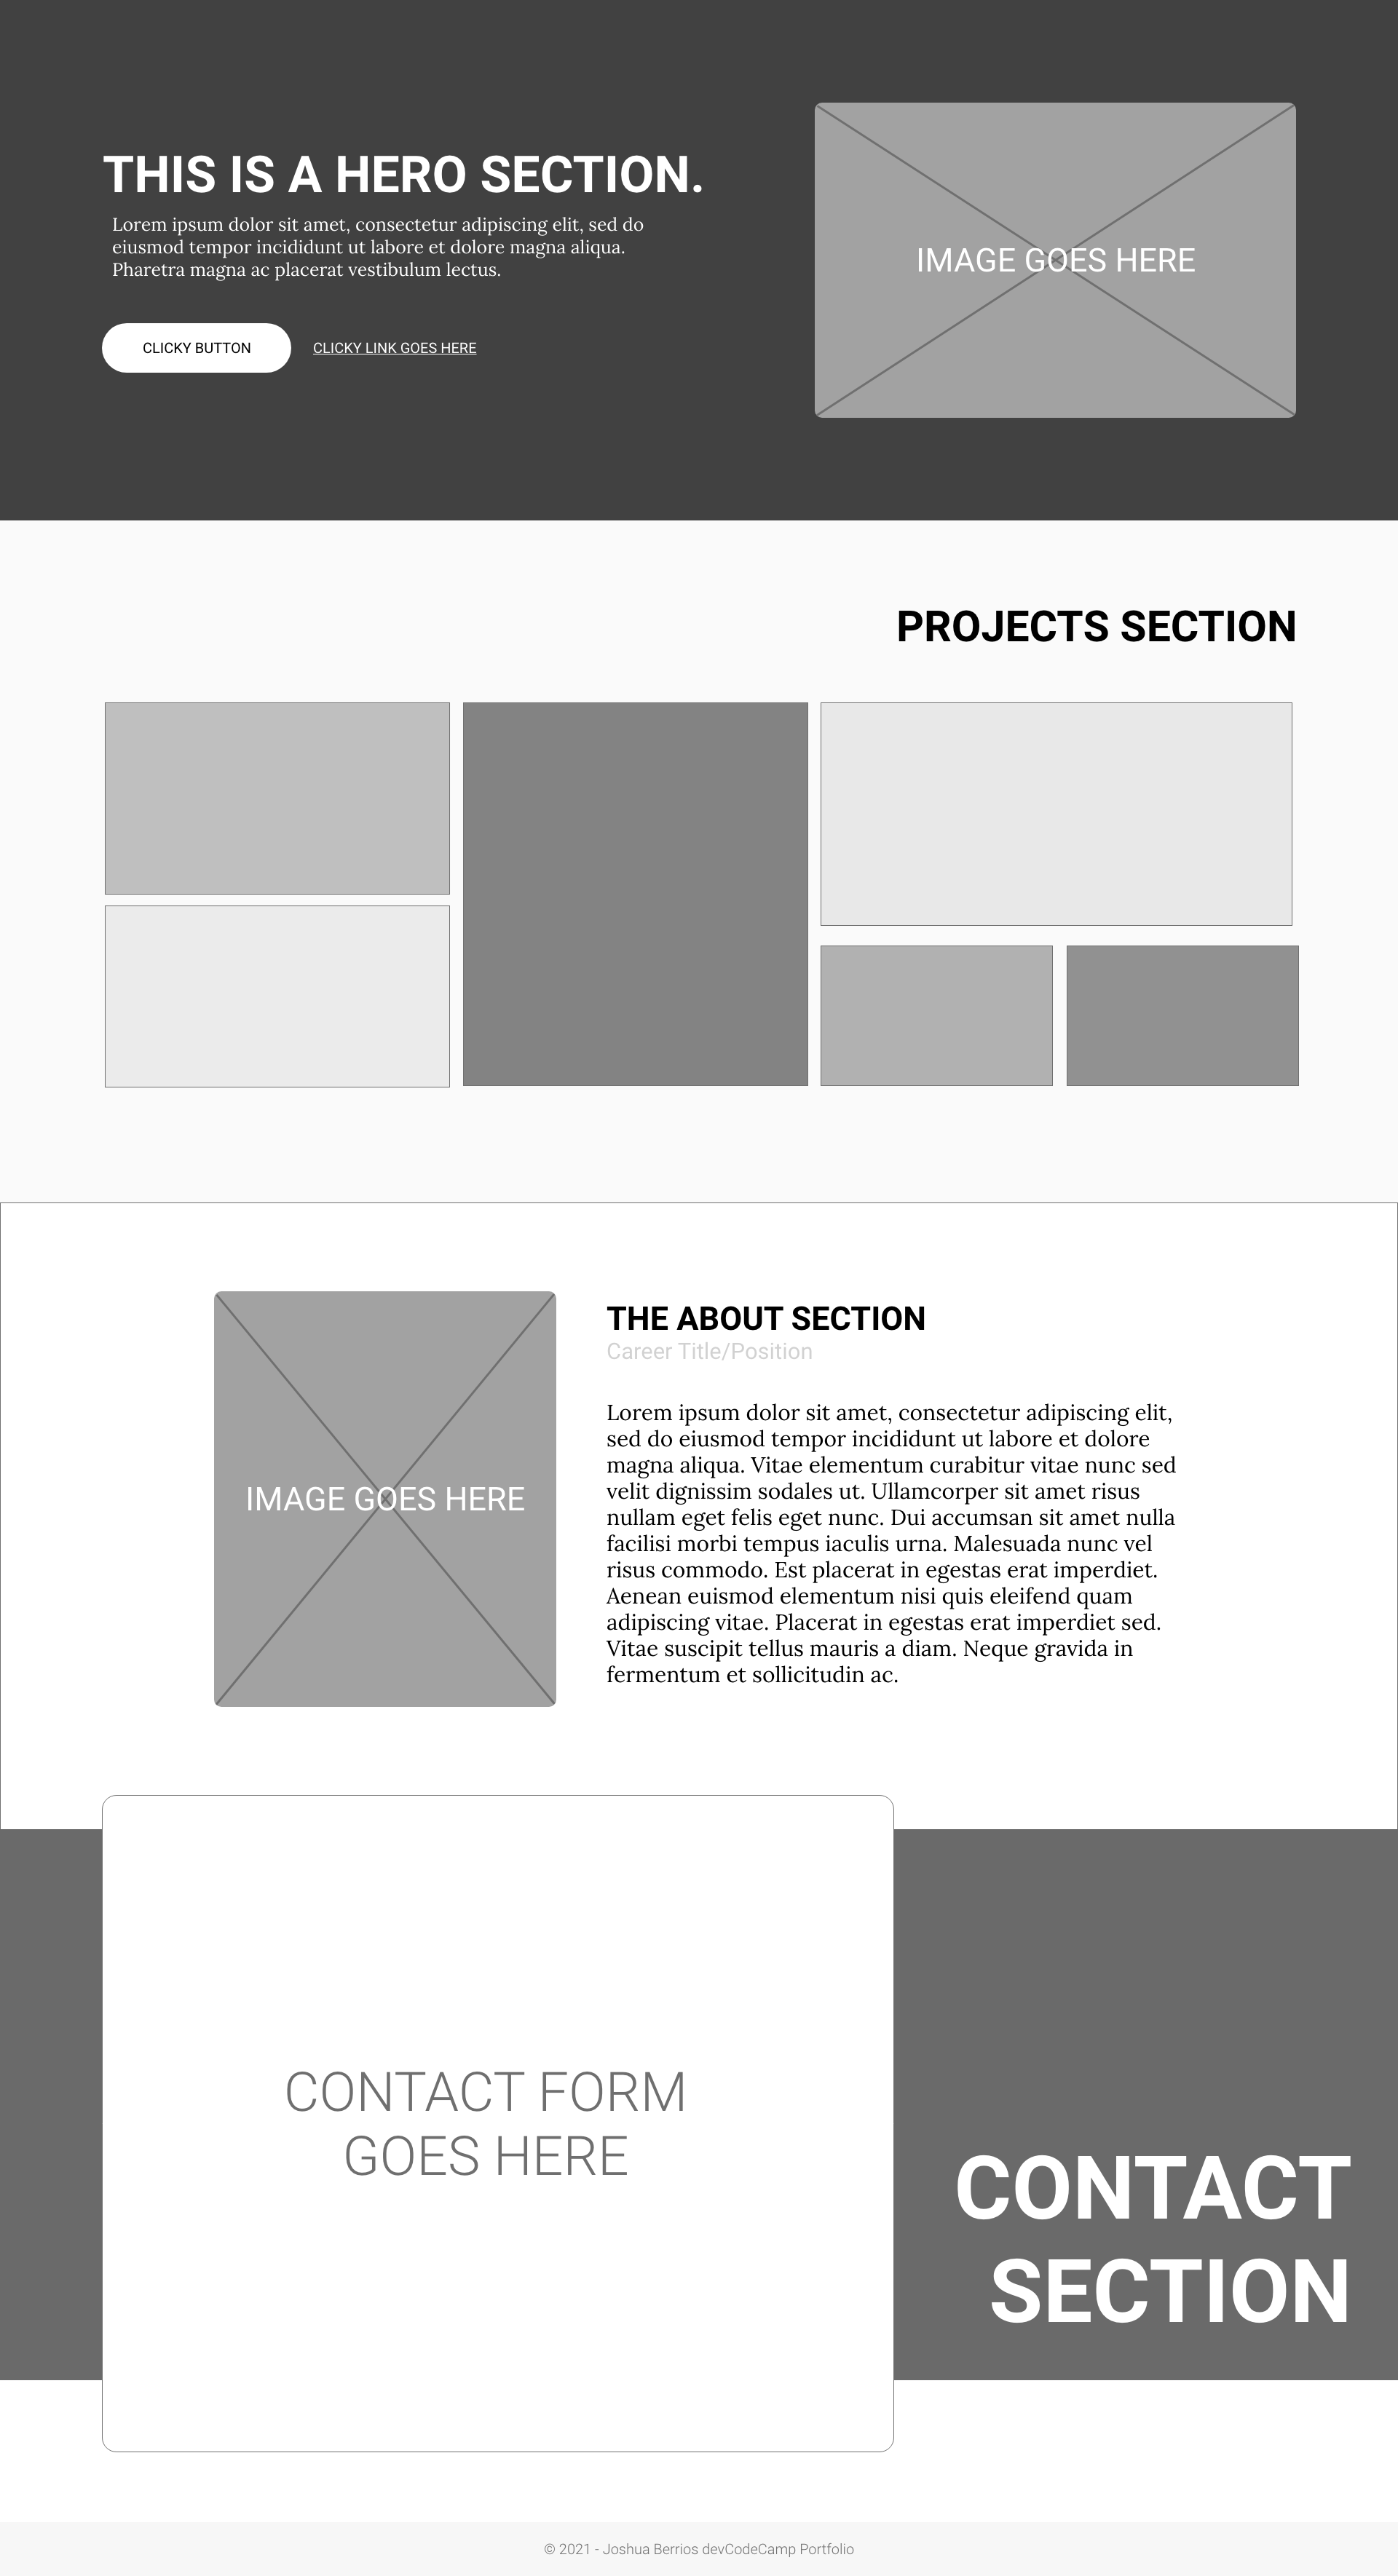 THIS IS A HERO SECTION.
Lorem ipsum dolor sit amet, consectetur adipiscing elit, sed do
eiusmod tempor incididunt ut labore et dolore magna aliqua.
Pharetra magna ac placerat vestibulum lectus.
CLICKY BUTTON
CLICKY LINK GOES HERE
IMAGE GOES HERE
PROJECTS SECTION
IMAGE GOES HERE
THE ABOUT SECTION
Career Title/Position
Lorem ipsum dolor sit amet, consectetur adipiscing elit,
sed do eiusmod tempor incididunt ut labore et dolore
magna aliqua. Vitae elementum curabitur vitae nunc sed
velit dignissim sodales ut. Ullamcorper sit amet risus
nullam eget felis eget nunc. Dui accumsan sit amet nulla
facilisi morbi tempus iaculis urna. Malesuada nunc vel
risus commodo. Est placerat in egestas erat imperdiet.
Aenean euismod elementum nisi quis eleifend quam
adipiscing vitae. Placerat in egestas erat imperdiet sed.
Vitae suscipit tellus mauris a diam. Neque gravida in
fermentum et sollicitudin ac.
CONTACT FORM
GOES HERE
CONTACT
SECTION
© 2021 - Joshua Berrios devCodeCamp Portfolio